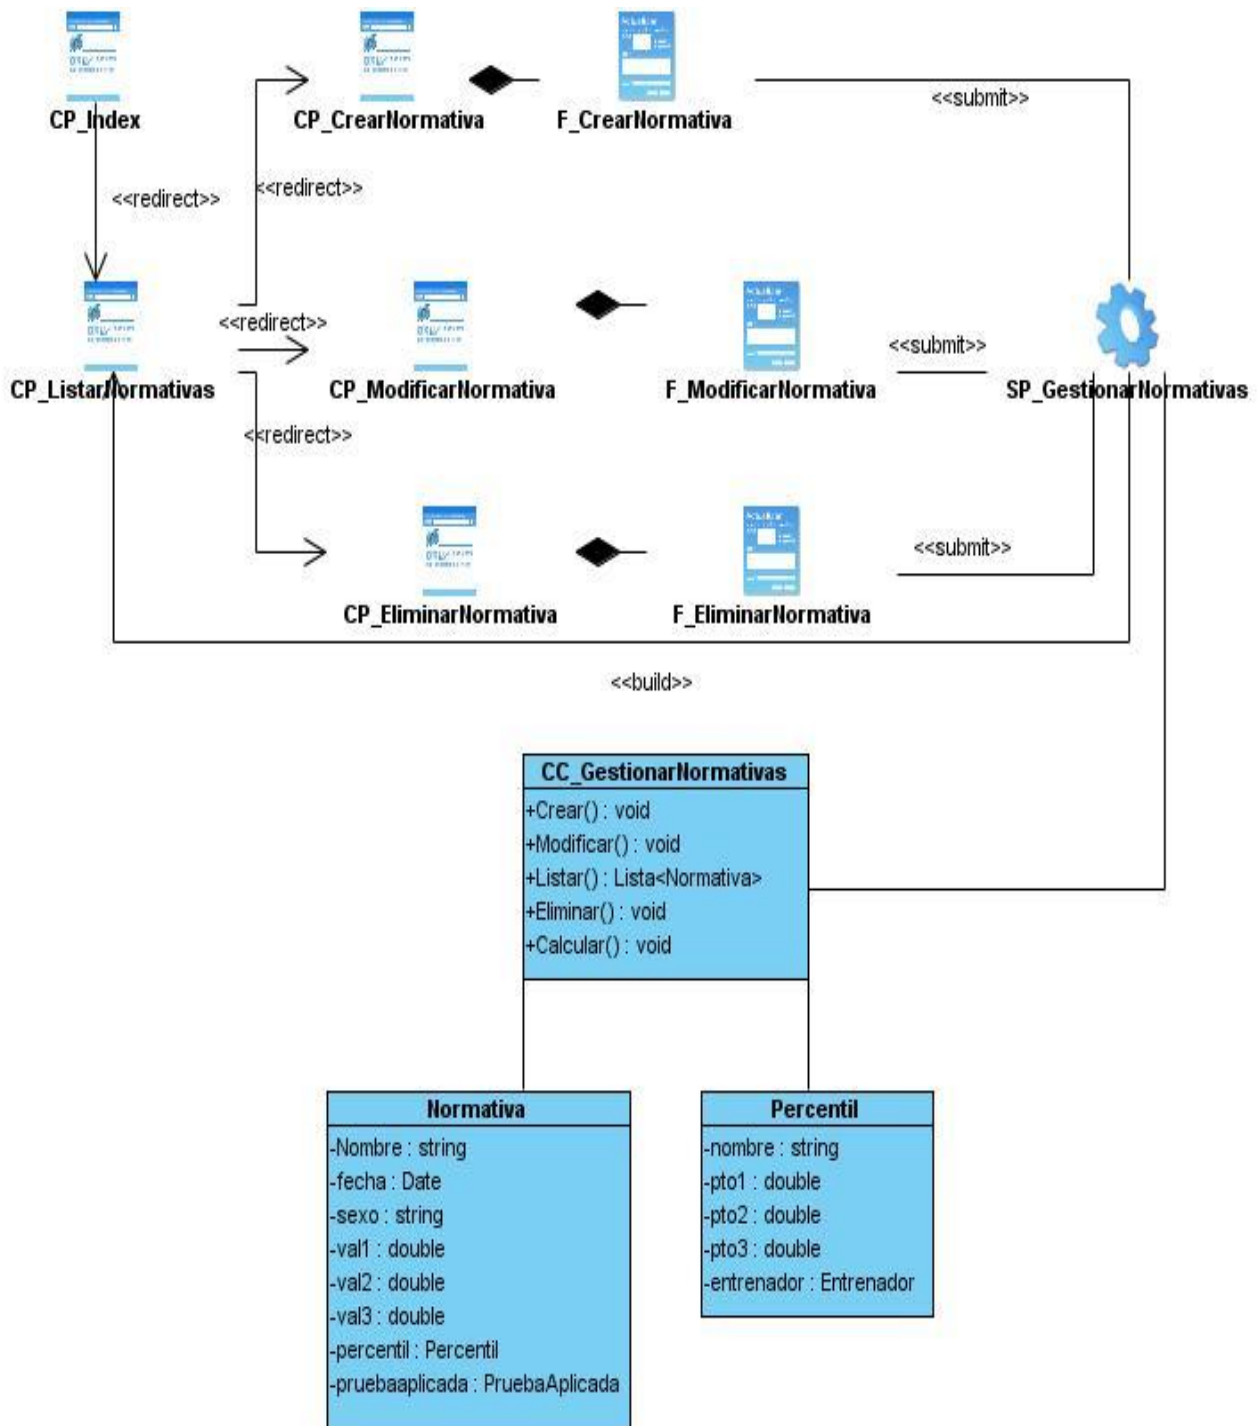 CP_Index
CP_CrearNormativa
F_CrearNormativa
<<submit>>
<<redirect>>
<<redirect>>
<<redirect>>
<<submit>>
CP_ListarNormativas
CP_ModificarNormativa
F_ModificarNormativa
SP_GestionarNormativas
<<redirect>>
<<submit>>
CP_EliminarNormativa
F_EliminarNormativa
<<build>>
CC_GestionarNormativas
+Crear() : void
+Modificar() : void
+Listar() : Lista<Normativa>
+Eliminar() : void
+Calcular() : void
Normativa
-Nombre : string
-fecha : Date
-sexo : string
-val1 : double
-val2 : double
-val3 : double
-percentil : Percentil
-pruebaaplicada : PruebaAplicada
Percentil
-nombre : string
-pto1 : double
-pto2 : double
-pto3 : double
-entrenador : Entrenador